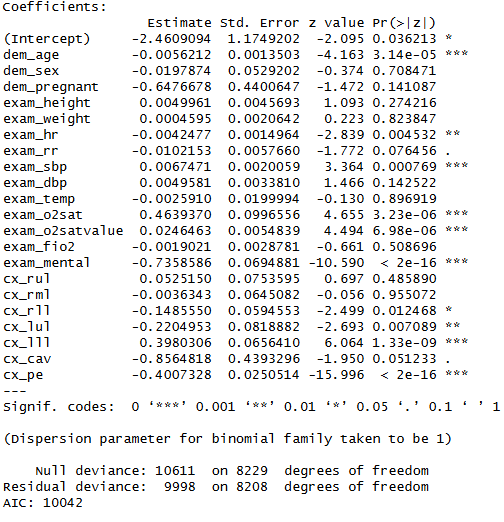 Coefficients:
Estimate Std. Error z value Pr(>|z|)
(Intercept) -2.4609094 1.1749202 -2.095 0.036213 *
dem_age -0.0056212 0.0013503 -4.163 3.14e-05 ***
dem_sex -0.0197874 0.0529202 -0.374 0.708471
dem_pregnant -0.6476678 0.4400647 -1.472 0.141087
exam_height 0.0049961 0.0045693 1.093 0.274216
exam_weight 0.0004595 0.0020642 0.223 0.823847
exam_hr -0.0042477 0.0014964 -2.839 0.004532 **
exam_rr -0.0102153 0.0057660 -1.772 0.076456 .
exam_sbp 0.0067471 0.0020059 3.364 0.000769 ***
exam_dbp 0.0049581 0.0033810 1.466 0.142522
exam_temp -0.0025910 0.0199994 -0.130 0.896919
exam_o2sat 0.4639370 0.0996556 4.655 3.23e-06 ***
exam_o2satvalue 0.0246463 0.0054839 4.494 6.98e-06 ***
exam_fio2 -0.0019021 0.0028781 -0.661 0.508696
exam_mental -0.7358586 0.0694881 -10.590 < 2e-16 ***
cx_rul 0.0525150 0.0753595 0.697 0.485890
cx_rml -0.0036343 0.0645082 -0.056 0.955072
cx_rll -0.1485550 0.0594553 -2.499 0.012468 *
cx_lul -0.2204953 0.0818882 -2.693 0.007089 **
cx_lll 0.3980306 0.0656410 6.064 1.33e-09 ***
cx_cav -0.8564818 0.4393296 -1.950 0.051233 .
cx_pe -0.4007328 0.0250514 -15.996 < 2e-16 ***
---
Signif. codes: 0 ‘***’ 0.001 ‘**’ 0.01 ‘*’ 0.05 ‘.’ 0.1 ‘ ’ 1
(Dispersion parameter for binomial family taken to be 1)
Null deviance: 10611 on 8229 degrees of freedom
Residual deviance: 9998 on 8208 degrees of freedom
AIC: 10042